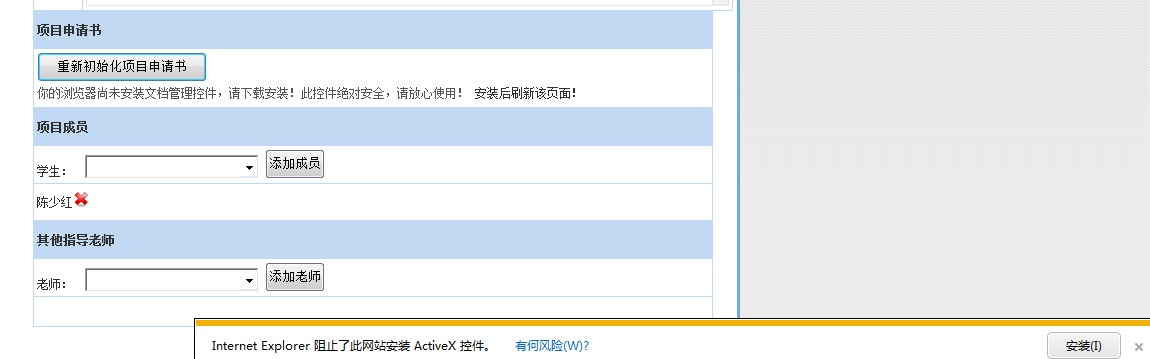 项目申请书
重新初始化项目申请书
你的浏览器尚未安装文档管理控件，请下载安装！此控件绝对安全，请放心使用！ 安装后刷新该页面！
项目成员
学生： 添加成员
陈少红
其他指导老师
老师： 添加老师
Internet Explorer 阻止了此网站安装 ActiveX 控件。 有何风险(W)? 安装(I)